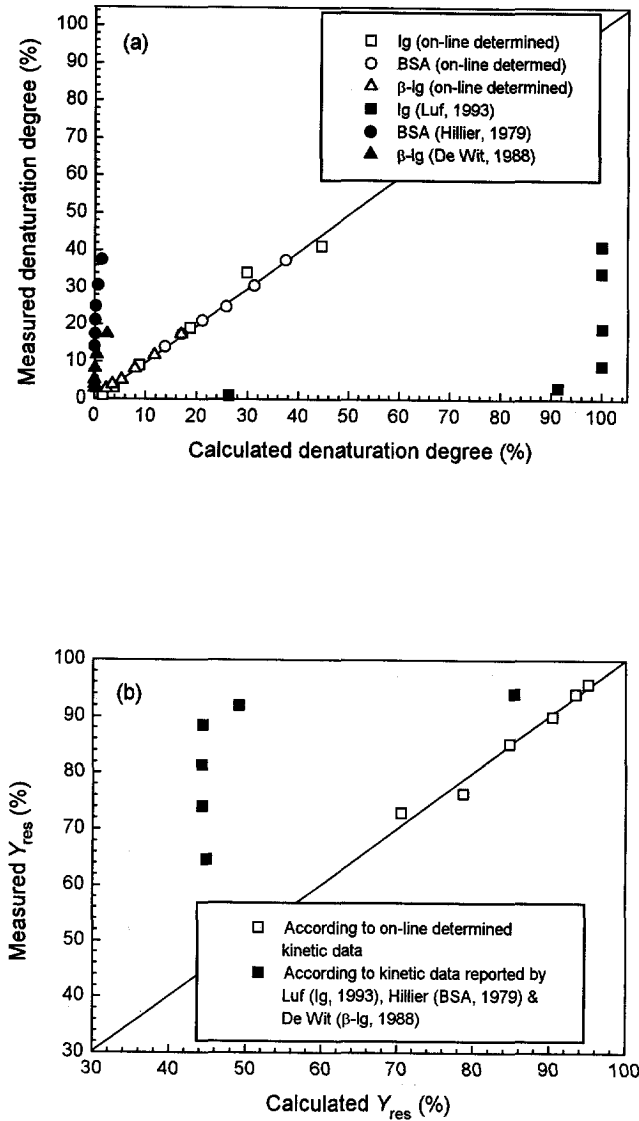 100
90
80
70
60
50
40
30
20
10
0
Measured denaturation degree (%)
(a)
Ig (on-line determined)
BSA (on-line determed)
β-lg (on-line determined)
Ig (Luf, 1993)
BSA (Hillier, 1979)
β-lg (De Wit, 1988)
0 10 20 30 40 50 60 70 80 90 100
Calculated denaturation degree (%)
100
90
80
70
60
50
40
30
Measured Yres (%)
(b)
According to on-line determined
kinetic data
According to kinetic data reported by
Luf (Ig, 1993), Hillier (BSA, 1979) &
De Wit (β-lg, 1988)
30 40 50 60 70 80 90 100
Calculated Yres (%)